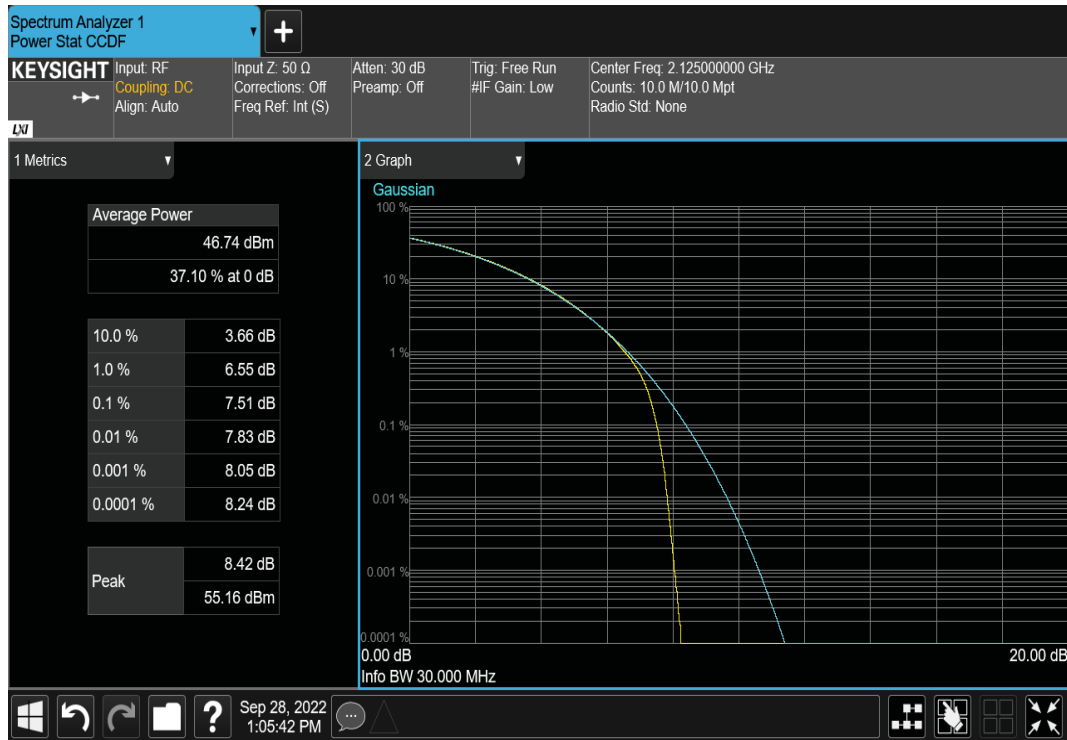 Spectrum Analyzer 1
Power Stat CCDF
KEYSIGHT
Input: RF
Coupling: DC
Align: Auto
Input Z: 50 Ω
Corrections: Off
Freq Ref: Int (S)
Atten: 30 dB
Preamp: Off
Trig: Free Run
#IF Gain: Low
Center Freq: 2.125000000 GHz
Counts: 10.0 M/10.0 Mpt
Radio Std: None
LXI
1 Metrics
Average Power
46.74 dBm
37.10 % at 0 dB
10.0 % 3.66 dB
1.0 % 6.55 dB
0.1 % 7.51 dB
0.01 % 7.83 dB
0.001 % 8.05 dB
0.0001 % 8.24 dB
Peak
8.42 dB
55.16 dBm
2 Graph
Gaussian
100 %
10 %
1 %
0.1 %
0.01 %
0.001 %
0.0001 %
0.00 dB
20.00 dB
Info BW 30.000 MHz
?
Sep 28, 2022
1:05:42 PM